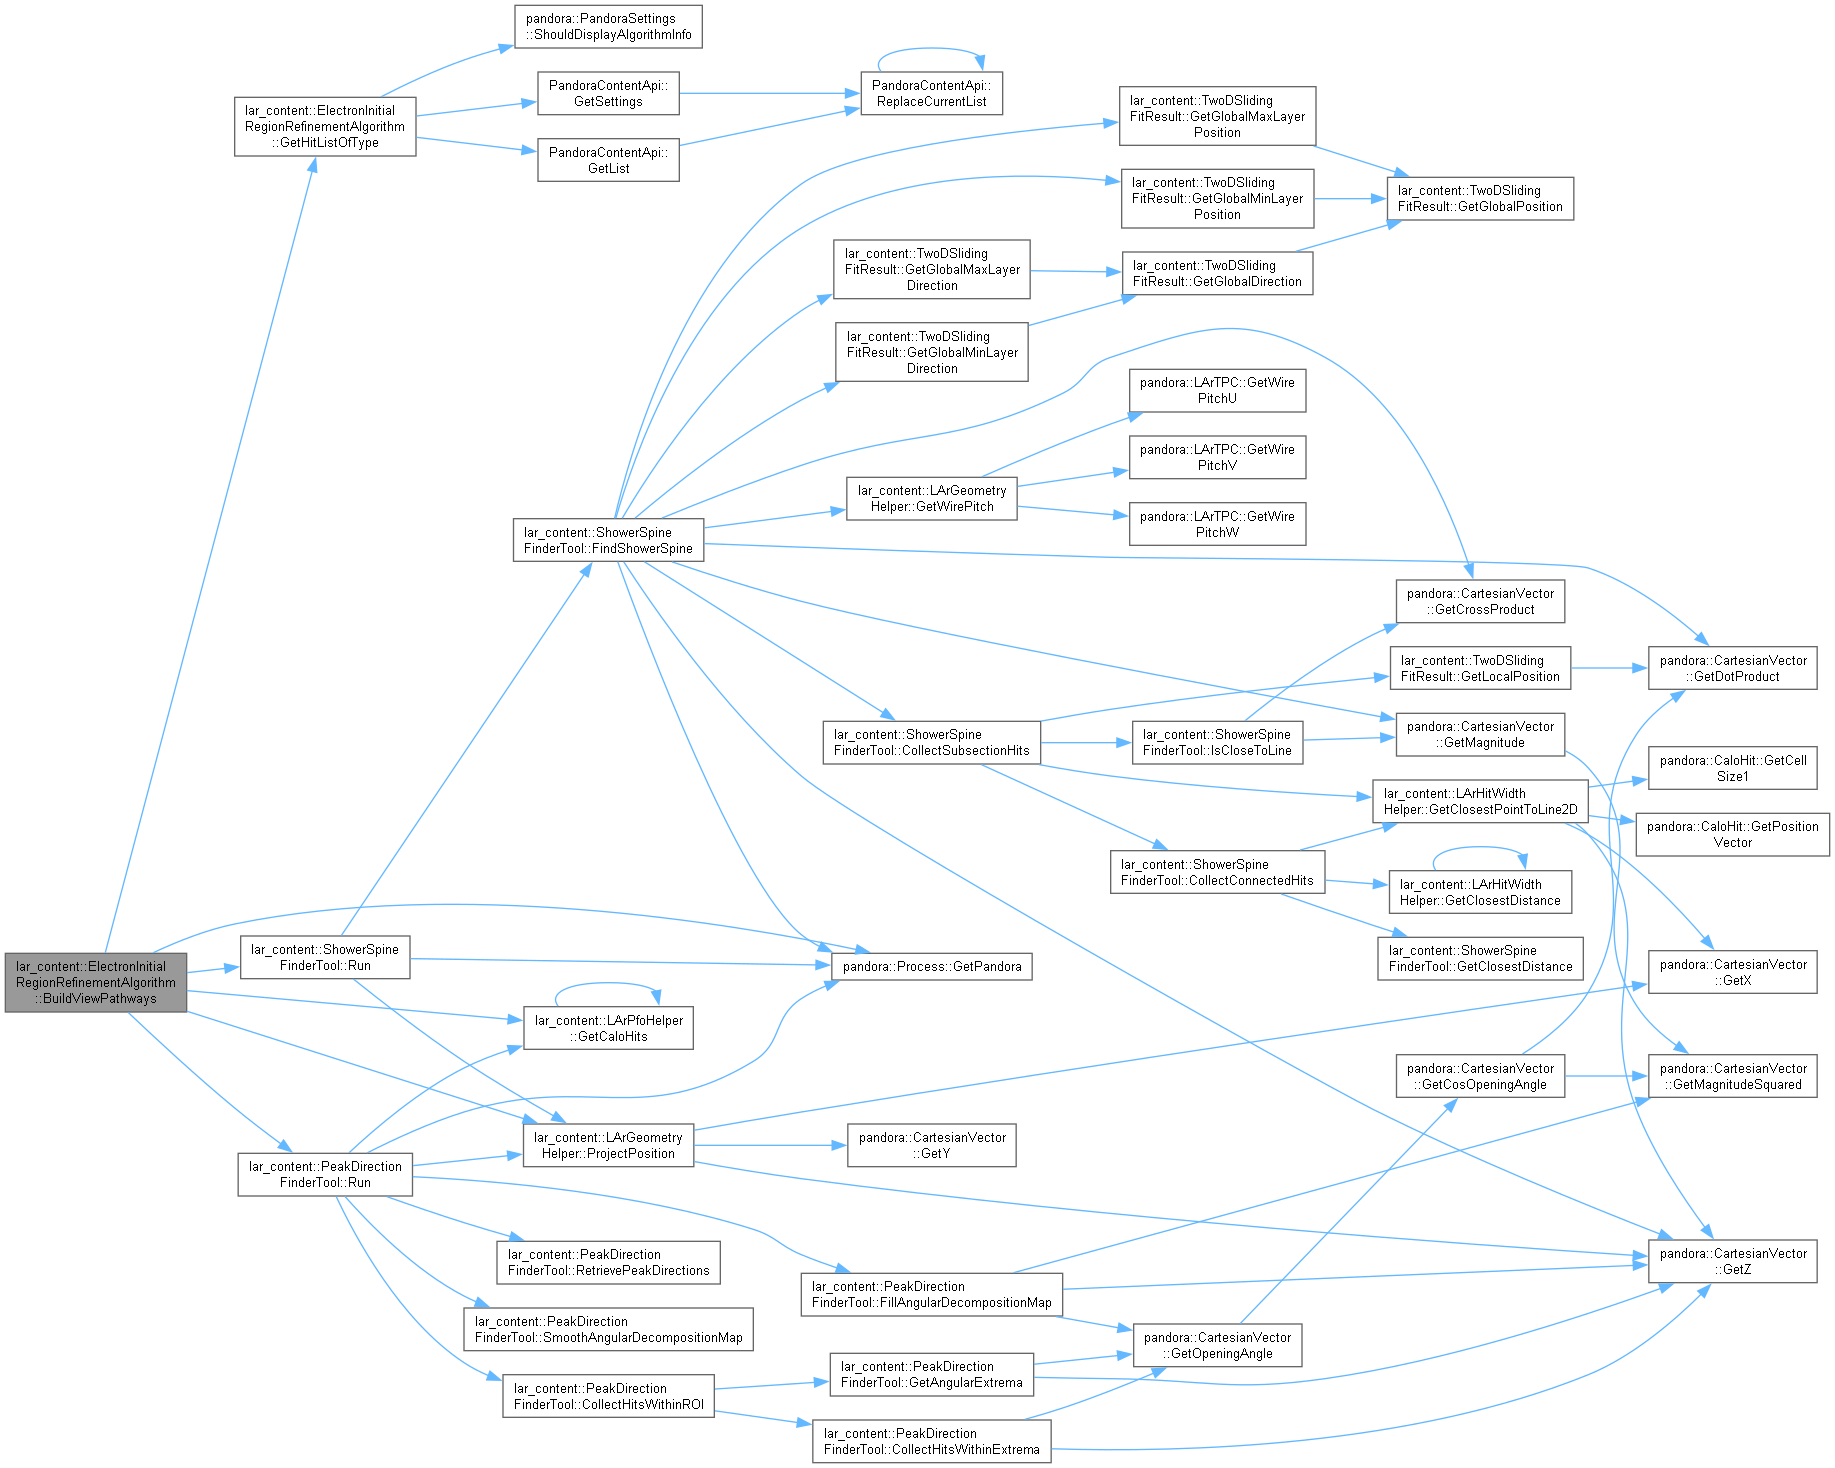 pandora::PandoraSettings
::ShouldDisplayAlgorithmInfo
lar_content::ElectronInitial
RegionRefinementAlgorithm
::GetHitListOfType
PandoraContentApi::
GetSettings
PandoraContentApi::
ReplaceCurrentList
PandoraContentApi::
GetList
lar_content::TwoDSliding
FitResult::GetGlobalMaxLayer
Position
lar_content::TwoDSliding
FitResult::GetGlobalMinLayer
Position
lar_content::TwoDSliding
FitResult::GetGlobalPosition
lar_content::TwoDSliding
FitResult::GetGlobalMaxLayer
Direction
lar_content::TwoDSliding
FitResult::GetGlobalDirection
lar_content::TwoDSliding
FitResult::GetGlobalMinLayer
Direction
pandora::LArTPC::GetWire
PitchU
pandora::LArTPC::GetWire
PitchV
lar_content::LArGeometry
Helper::GetWirePitch
pandora::LArTPC::GetWire
PitchW
lar_content::ShowerSpine
FinderTool::FindShowerSpine
pandora::CartesianVector
::GetCrossProduct
lar_content::TwoDSliding
FitResult::GetLocalPosition
pandora::CartesianVector
::GetDotProduct
lar_content::ShowerSpine
FinderTool::CollectSubsectionHits
lar_content::ShowerSpine
FinderTool::IsCloseToLine
pandora::CartesianVector
::GetMagnitude
pandora::CaloHit::GetCell
Size1
lar_content::LArHitWidth
Helper::GetClosestPointToLine2D
pandora::CaloHit::GetPosition
Vector
lar_content::ShowerSpine
FinderTool::CollectConnectedHits
lar_content::LArHitWidth
Helper::GetClosestDistance
lar_content::ShowerSpine
FinderTool::GetClosestDistance
lar_content::ShowerSpine
FinderTool::Run
pandora::Process::GetPandora
pandora::CartesianVector
::GetX
lar_content::ElectronInitial
RegionRefinementAlgorithm
::BuildViewPathways
lar_content::LArPfoHelper
::GetCaloHits
pandora::CartesianVector
::GetCosOpeningAngle
pandora::CartesianVector
::GetMagnitudeSquared
lar_content::LArGeometry
Helper::ProjectPosition
pandora::CartesianVector
::GetY
lar_content::PeakDirection
FinderTool::Run
lar_content::PeakDirection
FinderTool::RetrievePeakDirections
pandora::CartesianVector
::GetZ
lar_content::PeakDirection
FinderTool::FillAngularDecompositionMap
lar_content::PeakDirection
FinderTool::SmoothAngularDecompositionMap
pandora::CartesianVector
::GetOpeningAngle
lar_content::PeakDirection
FinderTool::GetAngularExtrema
lar_content::PeakDirection
FinderTool::CollectHitsWithinROI
lar_content::PeakDirection
FinderTool::CollectHitsWithinExtrema